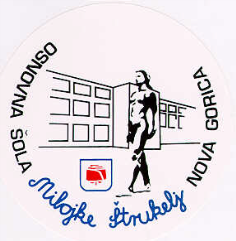 OSNOVNA ŠOLA
Milojke Štrukelj
NOVA GORICA